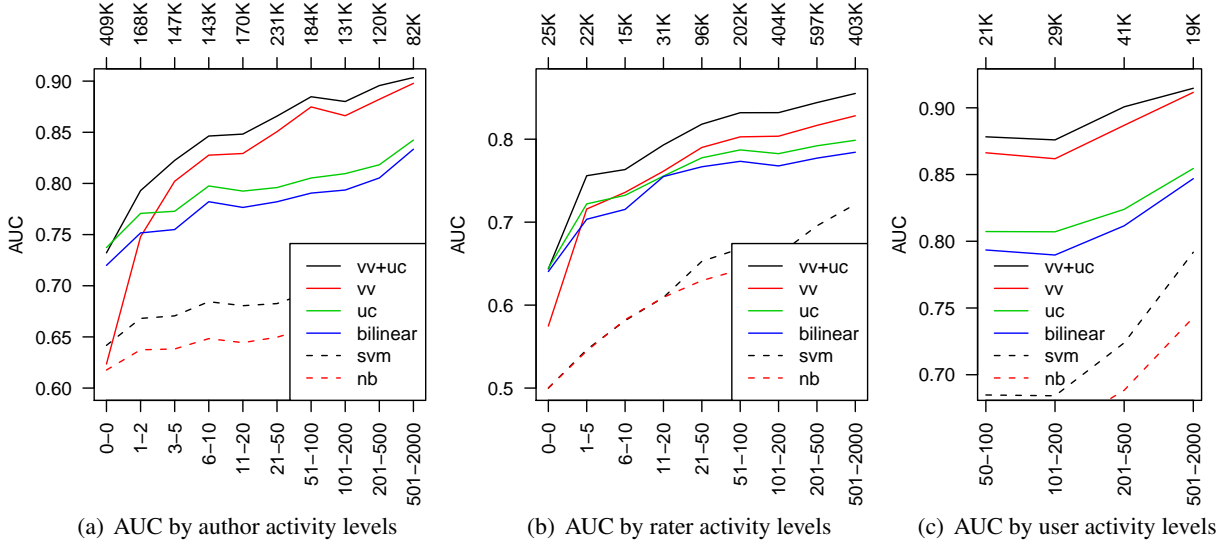 409K 168K 147K 143K 170K 231K 184K 131K 120K 82K
AUC
0.90
0.85
0.80
0.75
0.70
0.65
0.60
vv+uc
vv
uc
bilinear
svm
nb
0−0 1−2 3−5 6−10 11−20 21−50 51−100 101−200 201−500 501−2000
(a) AUC by author activity levels
25K 22K 15K 31K 96K 202K 404K 597K 403K
AUC
0.8
0.7
0.6
0.5
vv+uc
vv
uc
bilinear
svm
nb
0−0 1−5 6−10 11−20 21−50 51−100 101−200 201−500 501−2000
(b) AUC by rater activity levels
21K 29K 41K 19K
AUC
0.90
0.85
0.80
0.75
0.70
vv+uc
vv
uc
bilinear
svm
nb
50−100 101−200 201−500 501−2000
(c) AUC by user activity levels